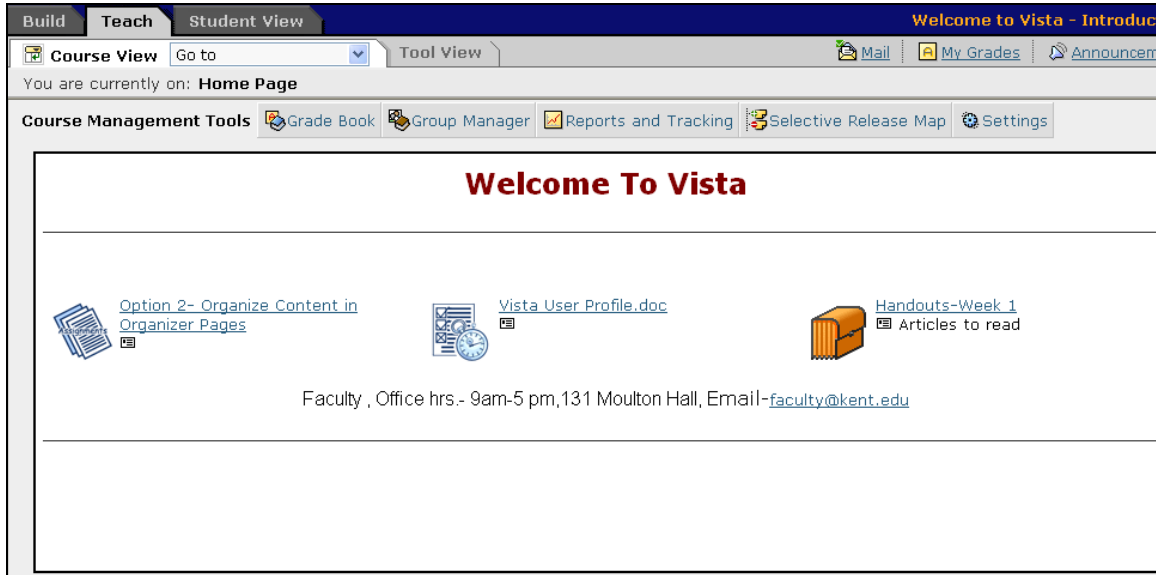 Build Teach Student View Welcome to Vista - Introduc
Course View Go to Tool View Mail My Grades Announcem
You are currently on: Home Page
Course Management Tools Grade Book Group Manager Reports and Tracking Selective Release Map Settings
Welcome To Vista
Option 2- Organize Content in Organizer Pages
Assignments
Vista User Profile.doc
Handouts-Week 1
Articles to read
Faculty , Office hrs.- 9am-5 pm,131 Moulton Hall, Email-faculty@kent.edu